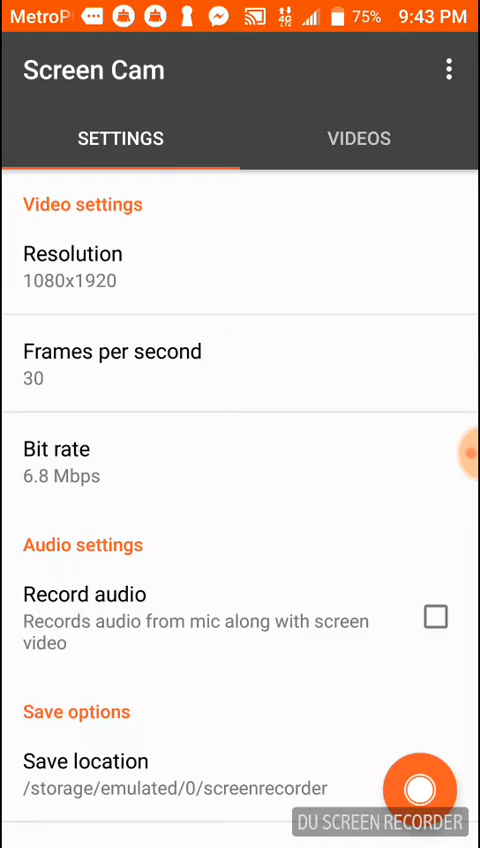 MetroP 4G LTE 75% 9:43 PM
Screen Cam
SETTINGS VIDEOS
Video settings
Resolution
1080x1920
Frames per second
30
Bit rate
6.8 Mbps
Audio settings
Record audio
Records audio from mic along with screen
video
Save options
Save location
/storage/emulated/0/screenrecorder
DU SCREEN RECORDER